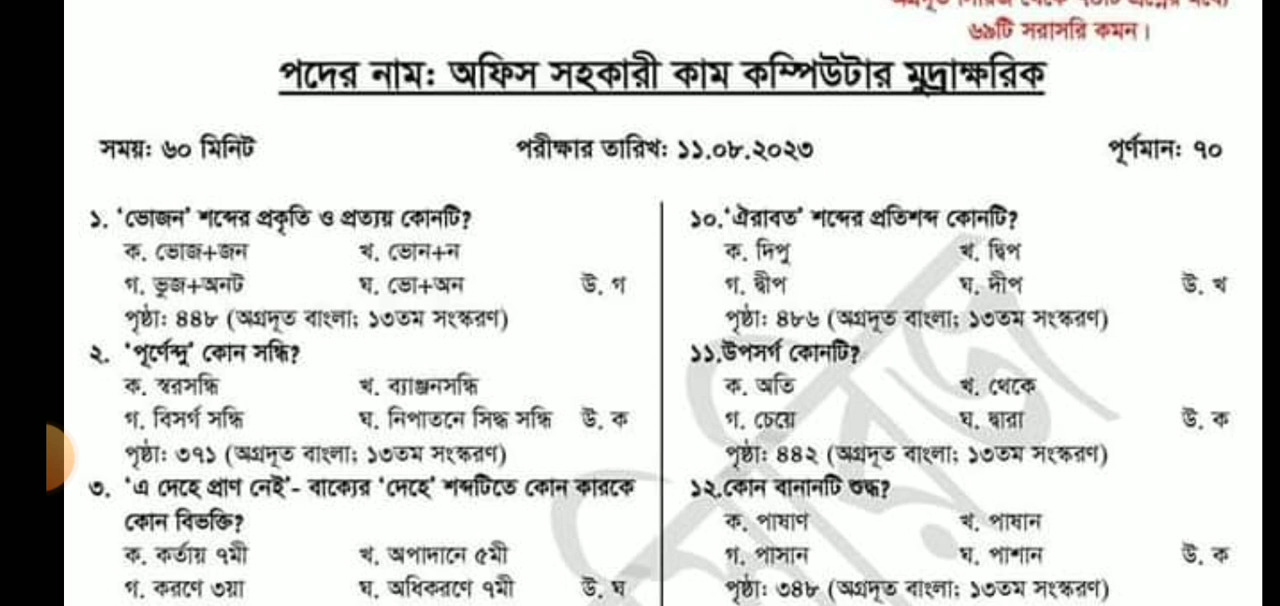 ৬৯টি সরাসরি কমন।
পদের নাম: অফিস সহকারী কাম কম্পিউটার মুদ্রাক্ষরিক
সময়: ৬০ মিনিট পরীক্ষার তারিখ: ১১.০৮.২০২৩ পূর্ণমান: ৭০
১. 'ভোজন' শব্দের প্রকৃতি ও প্রত্যয় কোনটি?
ক. ভোজ+জন খ. ভোন+ন
গ. ভুজ+অনট ঘ. ভো+অন উ. গ
পৃষ্ঠা: ৪৪৮ (অগ্রদূত বাংলা; ১৩তম সংস্করণ)
২. 'পূর্ণেন্দু' কোন সন্ধি?
ক. স্বরসন্ধি খ. ব্যাঞ্জনসন্ধি
গ. বিসর্গ সন্ধি ঘ. নিপাতনে সিদ্ধ সন্ধি উ. ক
পৃষ্ঠা: ৩৭১ (অগ্রদূত বাংলা; ১৩তম সংস্করণ)
৩. 'এ দেহে প্রাণ নেই'- বাক্যের 'দেহে' শব্দটিতে কোন কারকে
কোন বিভক্তি?
ক. কর্তায় ৭মী খ. অপাদানে ৫মী
গ. করণে ৩য়া ঘ. অধিকরণে ৭মী উ. ঘ
১০.'ঐরাবত' শব্দের প্রতিশব্দ কোনটি?
ক. দিপু খ. দ্বিপ
গ. দ্বীপ ঘ. দীপ উ. খ
পৃষ্ঠা: ৪৮৬ (অগ্রদূত বাংলা; ১৩তম সংস্করণ)
১১.উপসর্গ কোনটি?
ক. অতি খ. থেকে
গ. চেয়ে ঘ. দ্বারা উ. ক
পৃষ্ঠা: ৪৪২ (অগ্রদূত বাংলা; ১৩তম সংস্করণ)
১২.কোন বানানটি শুদ্ধ?
ক. পাষাণ খ. পাষান
গ. পাসান ঘ. পাশান উ. ক
পৃষ্ঠা: ৩৪৮ (অগ্রদূত বাংলা; ১৩তম সংস্করণ)